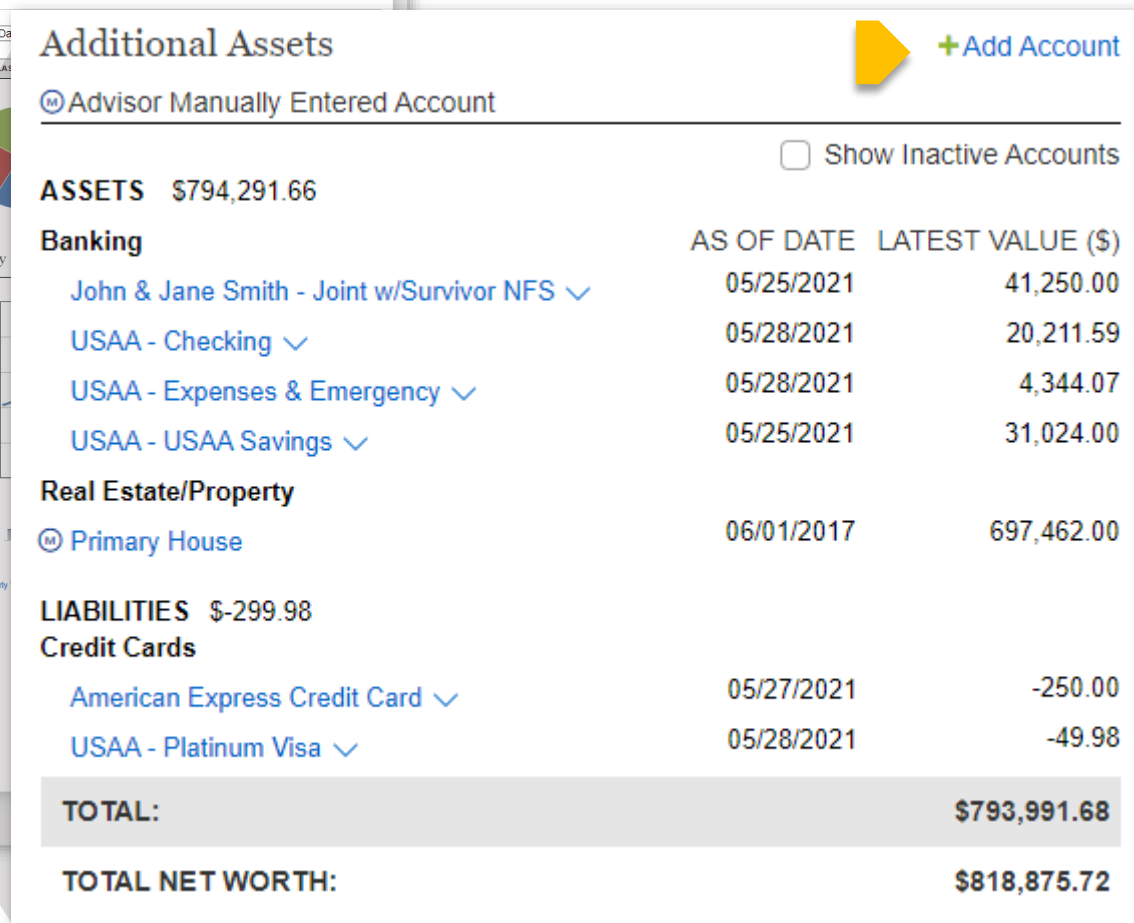 Additional Assets
+Add Account
M Advisor Manually Entered Account
Show Inactive Accounts
ASSETS $794,291.66
Banking AS OF DATE LATEST VALUE ($)
John & Jane Smith - Joint w/Survivor NFS 05/25/2021 41,250.00
USAA - Checking 05/28/2021 20,211.59
USAA - Expenses & Emergency 05/28/2021 4,344.07
USAA - USAA Savings 05/25/2021 31,024.00
Real Estate/Property
M Primary House 06/01/2017 697,462.00
LIABILITIES $-299.98
Credit Cards
American Express Credit Card 05/27/2021 -250.00
USAA - Platinum Visa 05/28/2021 -49.98
TOTAL: $793,991.68
TOTAL NET WORTH: $818,875.72